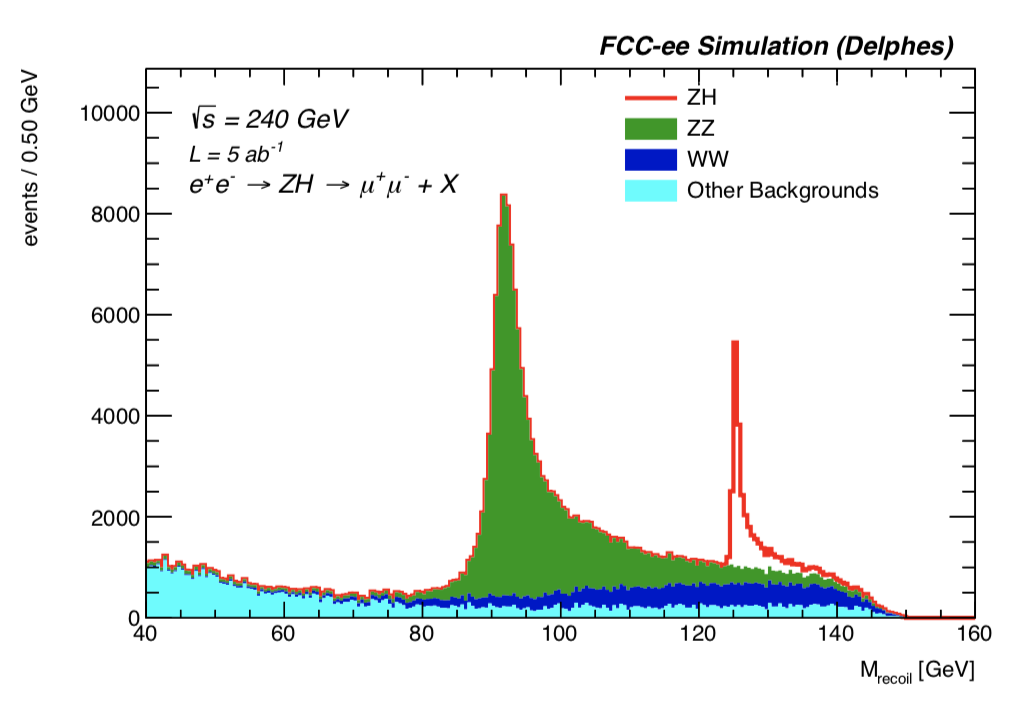 FCC-ee Simulation (Delphes)
events / 0.50 GeV
√s = 240 GeV
L = 5 ab⁻¹
e⁺e⁻ → ZH → μ⁺μ⁻ + X
ZH
ZZ
WW
Other Backgrounds
10000
8000
6000
4000
2000
0
40 60 80 100 120 140 160
M_recoil [GeV]